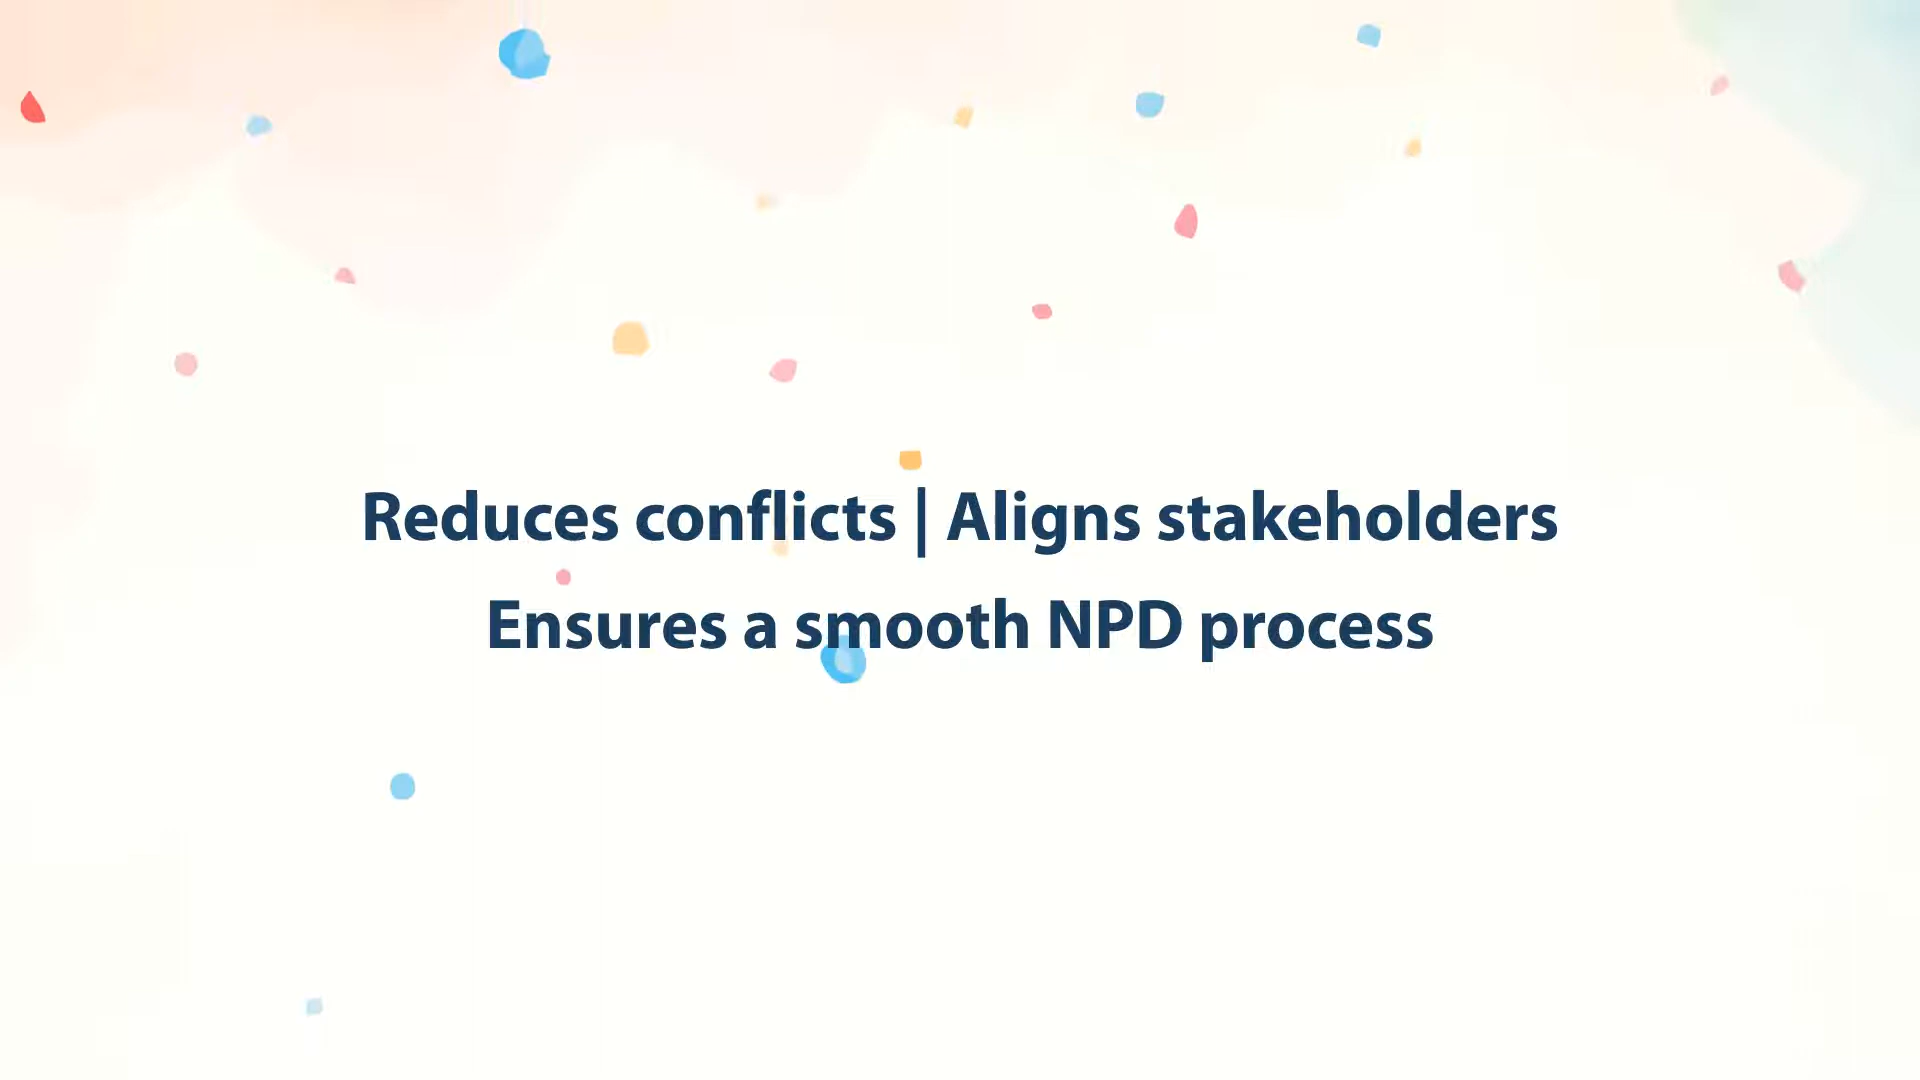 Reduces conflicts | Aligns stakeholders
Ensures a smooth NPD process